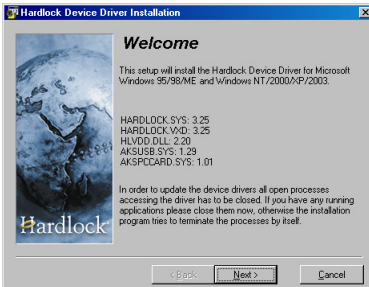 Hardlock Device Driver Installation
Welcome
This setup will install the Hardlock Device Driver for Microsoft
Windows 95/98/ME and Windows NT/2000/XP/2003.
HARDLOCK.SYS: 3.25
HARDLOCK.VXD: 3.25
HLVDD.DLL: 2.20
AKSUSB.SYS: 1.29
AKSPCCARD.SYS: 1.01
In order to update the device drivers all open processes
accessing the driver has to be closed. If you have any running
applications please close them now, otherwise the installation
program tries to terminate the processes by itself.
Hardlock
< Back
Next >
Cancel